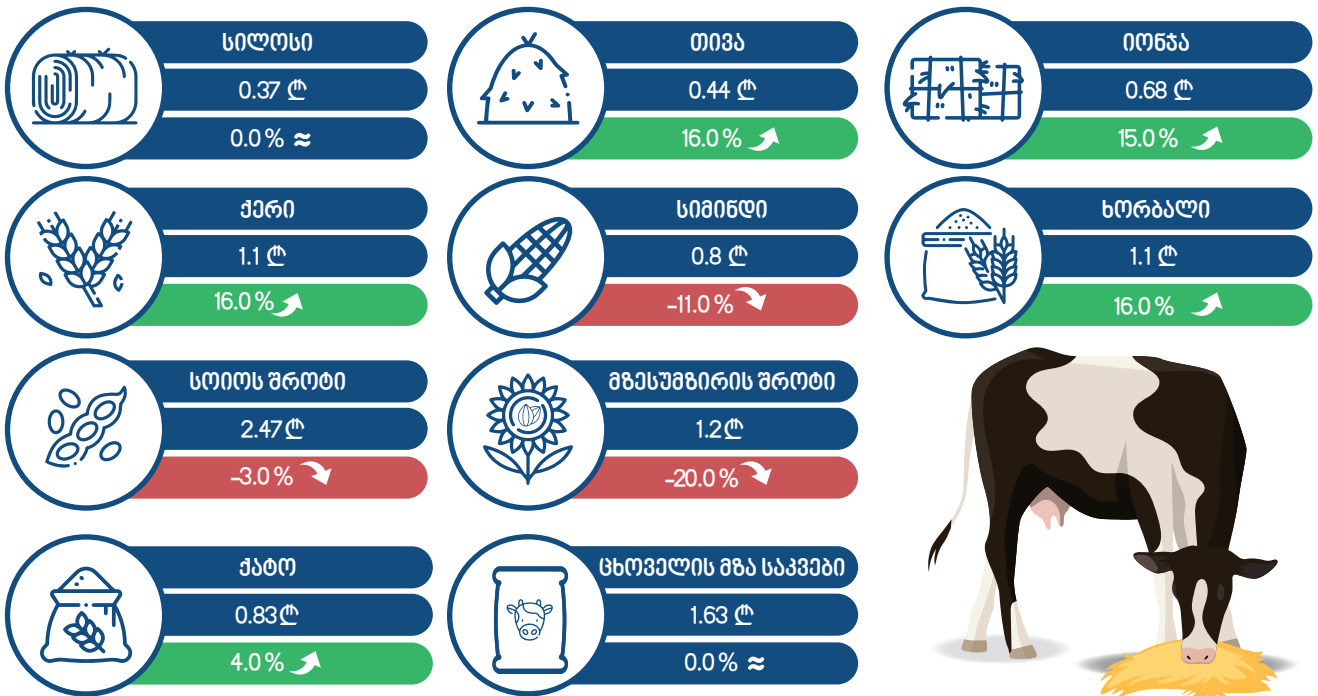 სილოსი
0.37 ₾
0.0 % ≈
თივა
0.44 ₾
16.0 %
იონჯა
0.68 ₾
15.0 %
ქერი
1.1 ₾
16.0 %
სიმინდი
0.8 ₾
-11.0 %
ხორბალი
1.1 ₾
16.0 %
სოიოს შროტი
2.47 ₾
-3.0 %
მზესუმზირის შროტი
1.2 ₾
-20.0 %
ქატო
0.83 ₾
4.0 %
ცხოველის მზა საკვები
1.63 ₾
0.0 % ≈